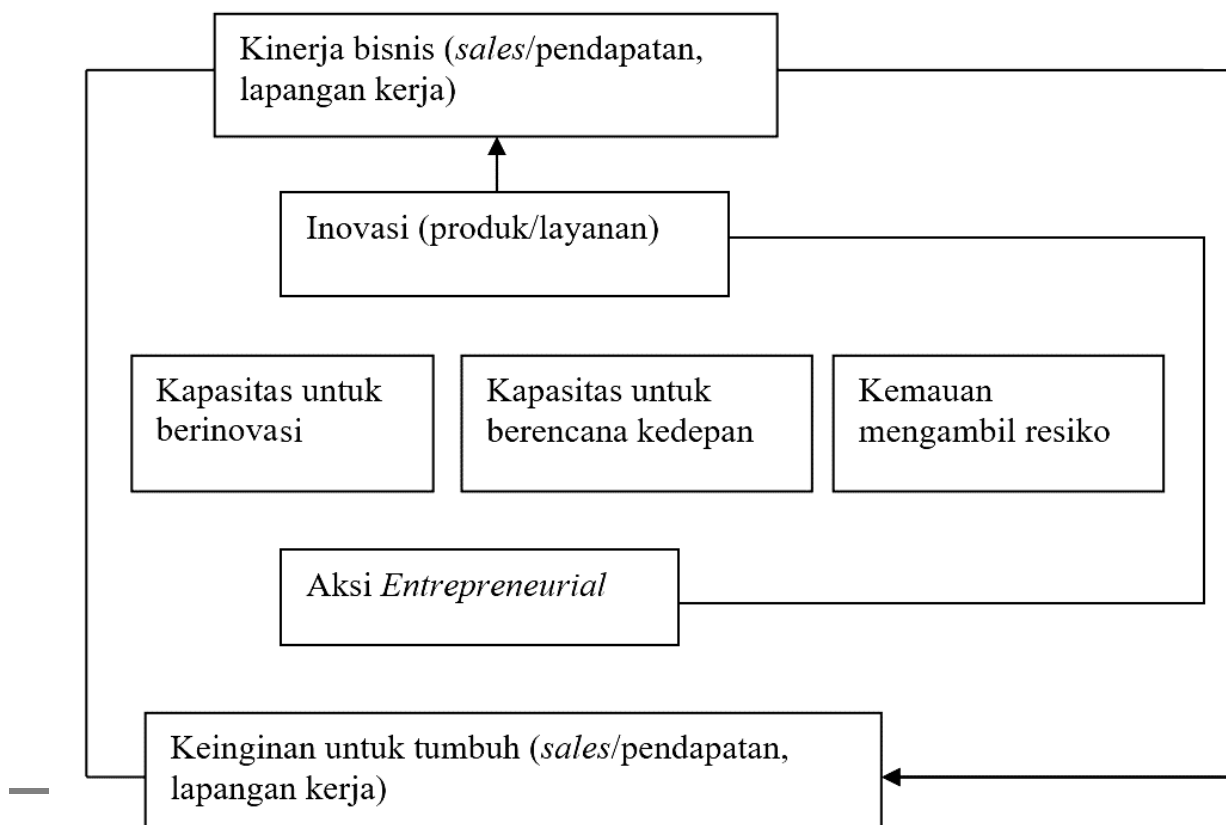 Kinerja bisnis (sales/pendapatan,
lapangan kerja)
Inovasi (produk/layanan)
Kapasitas untuk
berinovasi
Kapasitas untuk
berencana kedepan
Kemauan
mengambil resiko
Aksi Entrepreneurial
Keinginan untuk tumbuh (sales/pendapatan,
lapangan kerja)